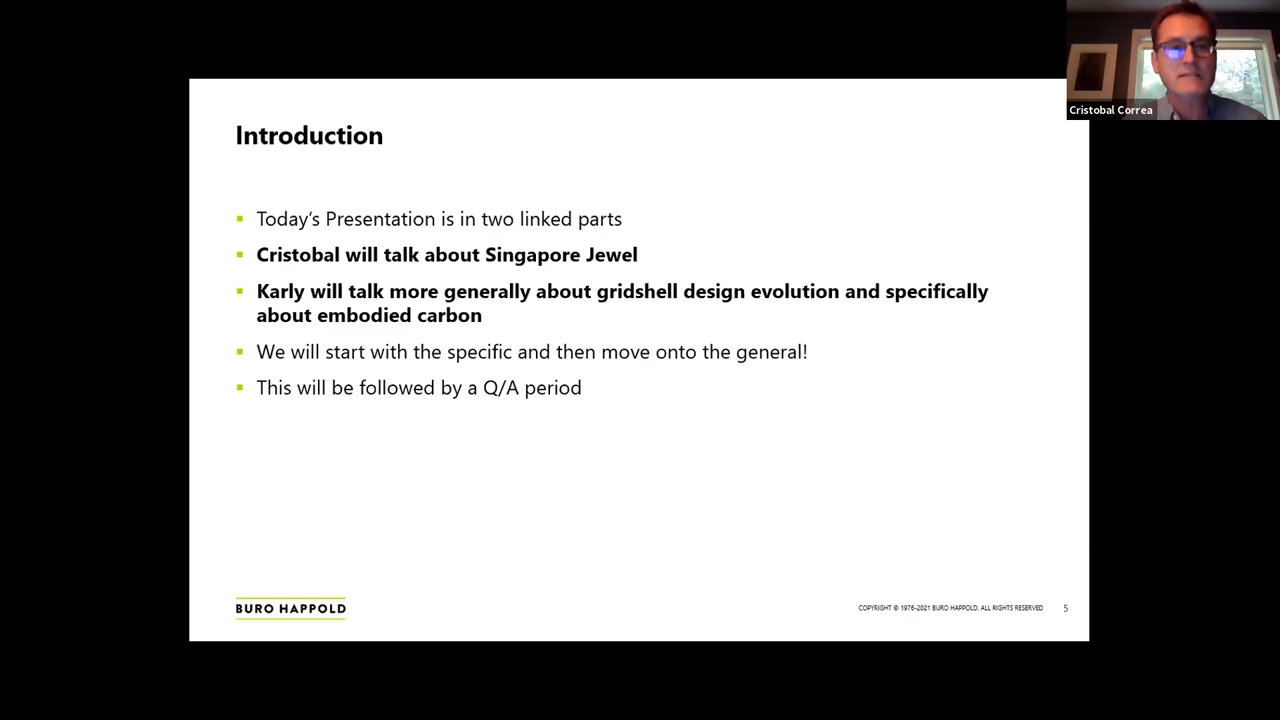 Cristobal Correa
Introduction
Today's Presentation is in two linked parts
Cristobal will talk about Singapore Jewel
Karly will talk more generally about gridshell design evolution and specifically
about embodied carbon
We will start with the specific and then move onto the general!
This will be followed by a Q/A period
BURO HAPPOLD
COPYRIGHT © 1976-2021 BURO HAPPOLD. ALL RIGHTS RESERVED 5